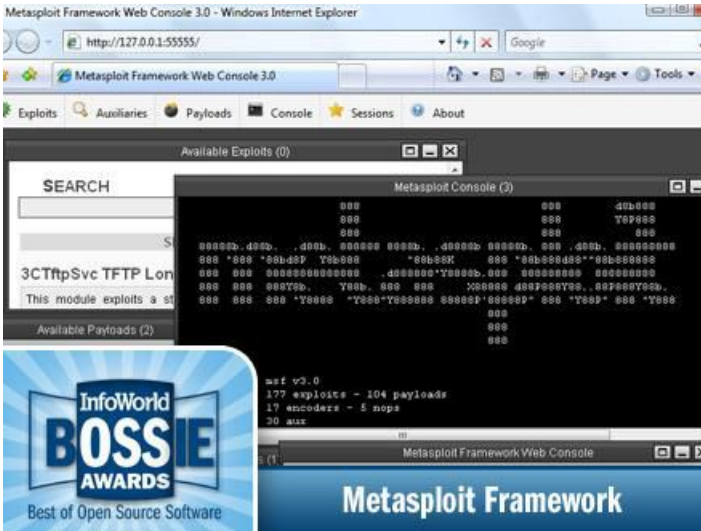 Metasploit Framework Web Console 3.0 - Windows Internet Explorer
http://127.0.0.1:55555/
Google
Metasploit Framework Web Console 3.0
Page
Tools
Exploits Auxiliaries Payloads Console Sessions About
Available Exploits (0)
SEARCH
3CTftpSvc TFTP Lon
This module exploits a st
Available Payloads (2)
Metasploit Console (3)
msf v3.0
177 exploits - 104 payloads
17 encoders - 5 nops
30 aux
Metasploit Framework Web Console
InfoWorld
BOSSIE
AWARDS
Best of Open Source Software
Metasploit Framework